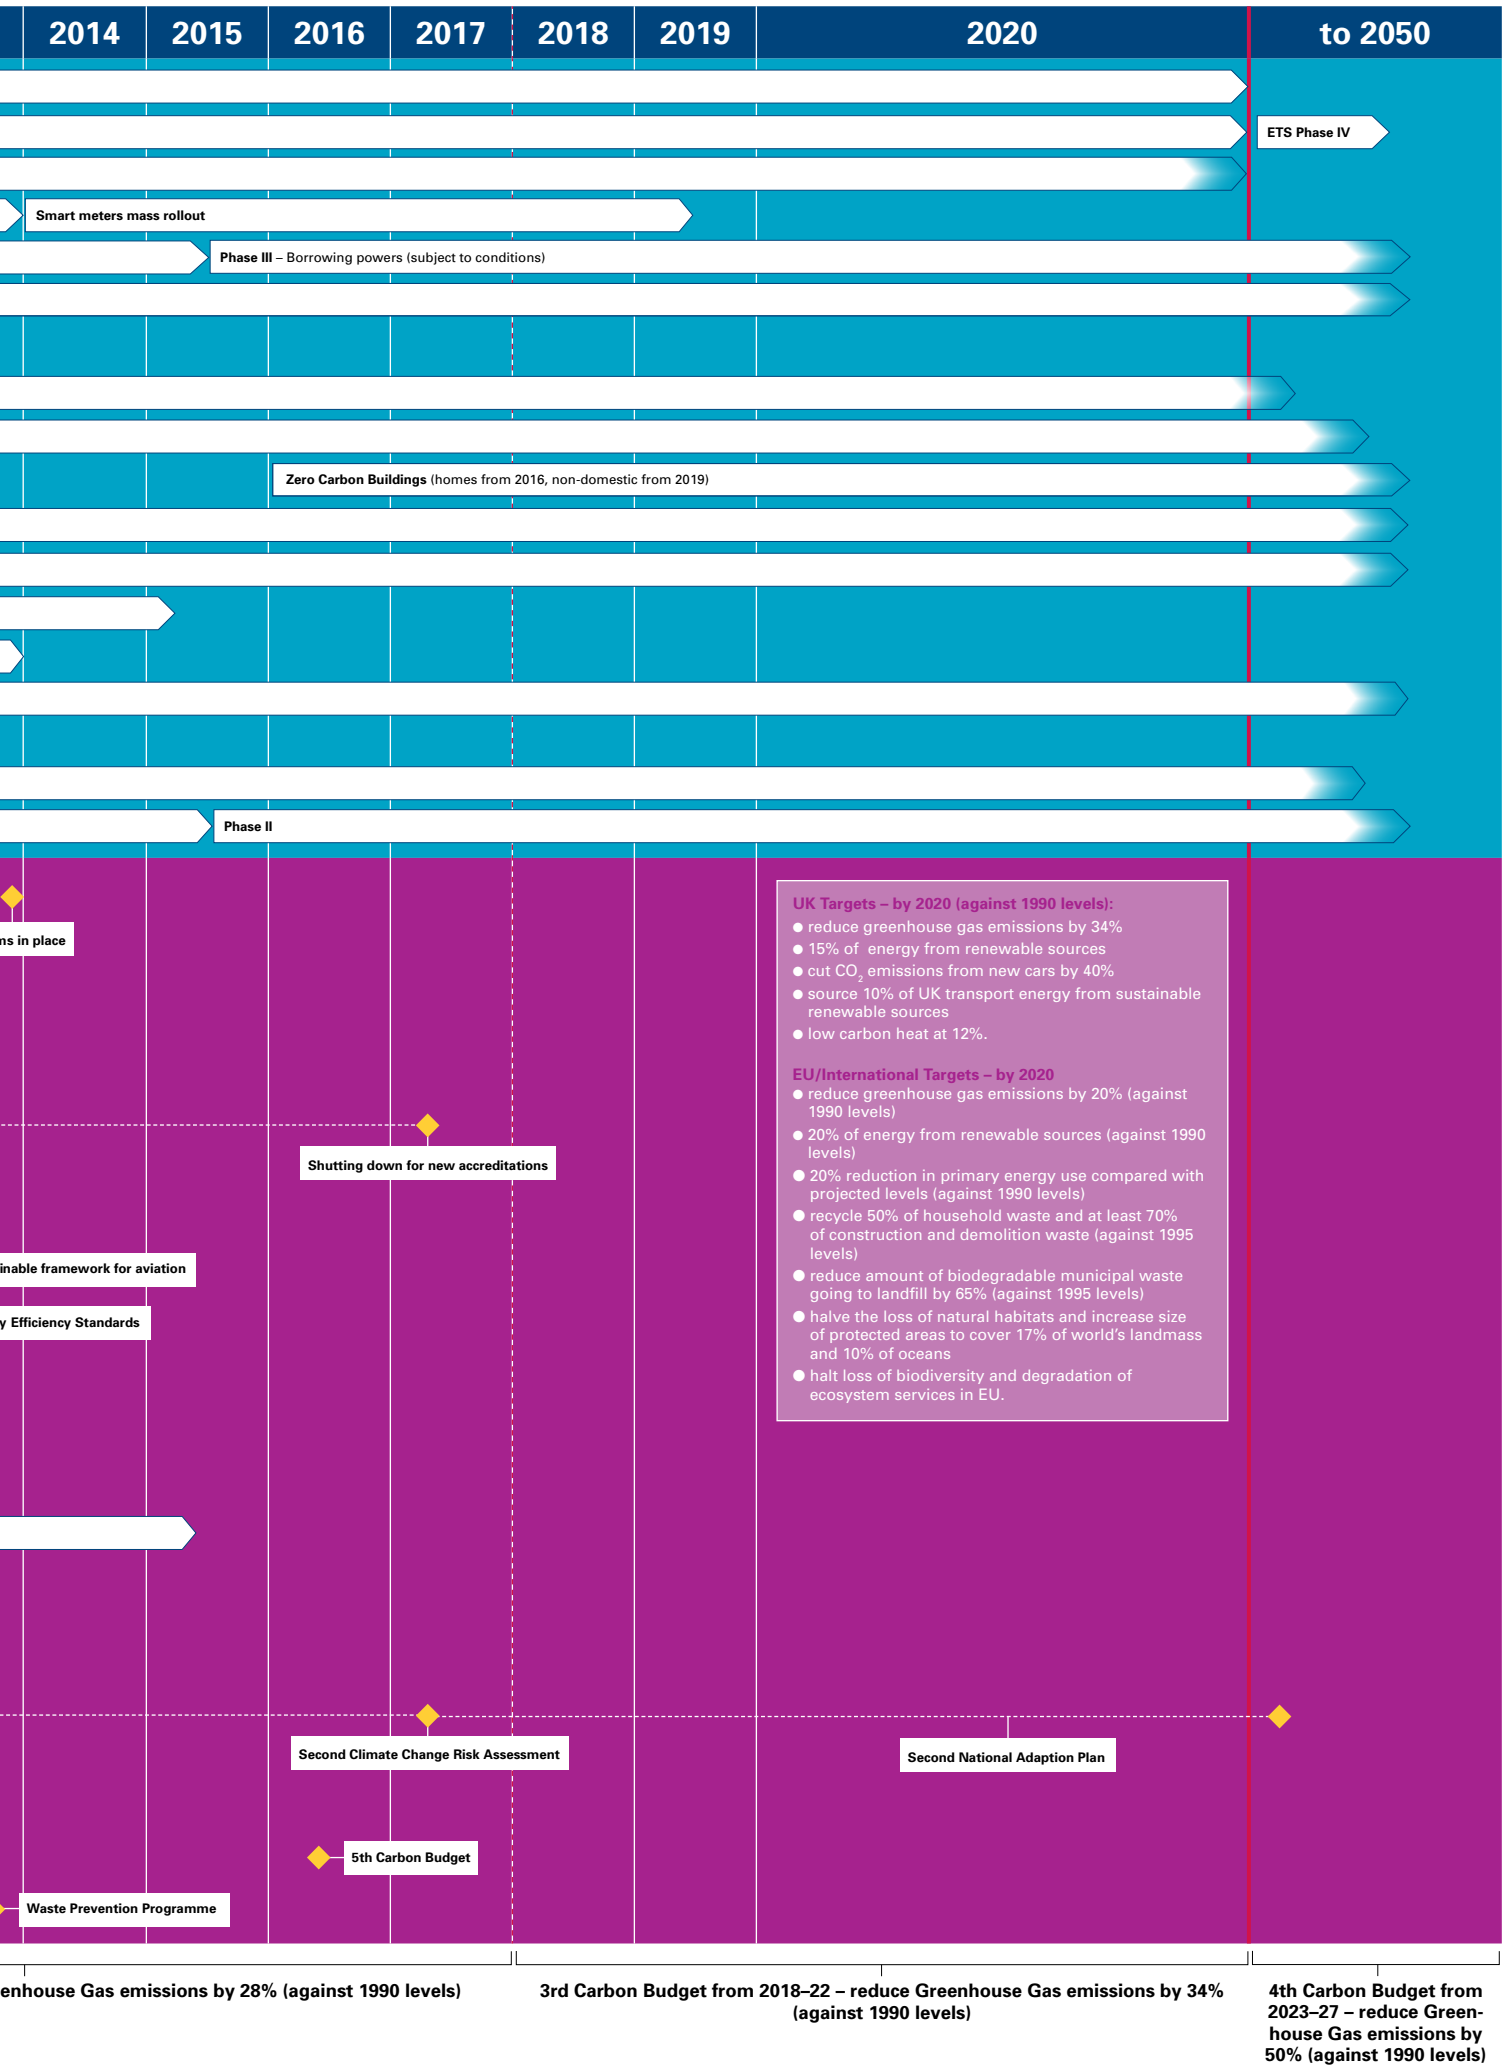 2014 2015 2016 2017 2018 2019 2020 to 2050
ETS Phase IV
Smart meters mass rollout
Phase III – Borrowing powers (subject to conditions)
Zero Carbon Buildings (homes from 2016, non-domestic from 2019)
Phase II
ms in place
UK Targets – by 2020 (against 1990 levels):
● reduce greenhouse gas emissions by 34%
● 15% of energy from renewable sources
● cut CO2 emissions from new cars by 40%
● source 10% of UK transport energy from sustainable
renewable sources
● low carbon heat at 12%.
EU/International Targets – by 2020
● reduce greenhouse gas emissions by 20% (against
1990 levels)
● 20% of energy from renewable sources (against 1990
levels)
● 20% reduction in primary energy use compared with
projected levels (against 1990 levels)
● recycle 50% of household waste and at least 70%
of construction and demolition waste (against 1995
levels)
● reduce amount of biodegradable municipal waste
going to landfill by 65% (against 1995 levels)
● halve the loss of natural habitats and increase size
of protected areas to cover 17% of world's landmass
and 10% of oceans
● halt loss of biodiversity and degradation of
ecosystem services in EU.
Shutting down for new accreditations
inable framework for aviation
y Efficiency Standards
Second Climate Change Risk Assessment
Second National Adaption Plan
5th Carbon Budget
Waste Prevention Programme
enhouse Gas emissions by 28% (against 1990 levels)
3rd Carbon Budget from 2018–22 – reduce Greenhouse Gas emissions by 34%
(against 1990 levels)
4th Carbon Budget from
2023–27 – reduce Green-
house Gas emissions by
50% (against 1990 levels)